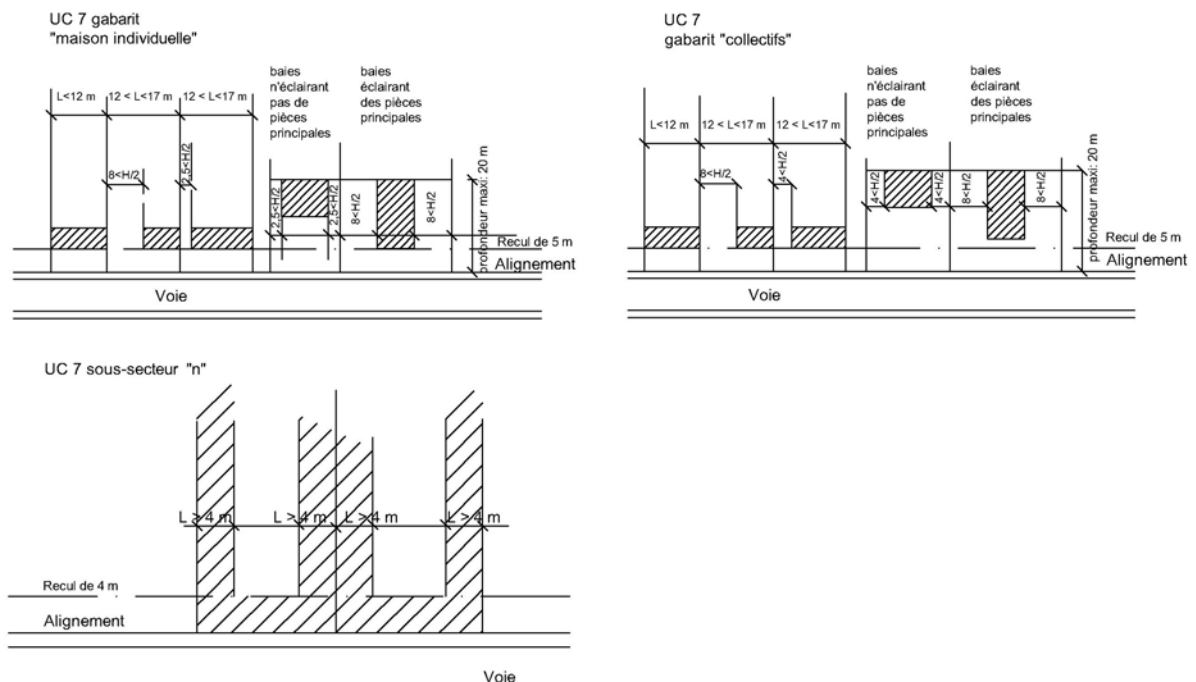 UC 7 gabarit
"maison individuelle"
L<12 m
12 < L<17 m
12 < L<17 m
baies
n'éclairant
pas de
pièces
principales
baies
éclairant
des pièces
principales
8<H/2
2,5<H/2
2,5<H/2
2,5<H/2
8<H/2
8<H/2
profondeur maxi: 20 m
Recul de 5 m
Alignement
Voie
UC 7
gabarit "collectifs"
L<12 m
12 < L<17 m
12 < L<17 m
baies
n'éclairant
pas de
pièces
principales
baies
éclairant
des pièces
principales
8<H/2
4<H/2
4<H/2
4<H/2
8<H/2
8<H/2
profondeur maxi: 20 m
Recul de 5 m
Alignement
Voie
UC 7 sous-secteur "n"
L > 4 m
L > 4 m
L > 4 m
L > 4 m
Recul de 4 m
Alignement
Voie